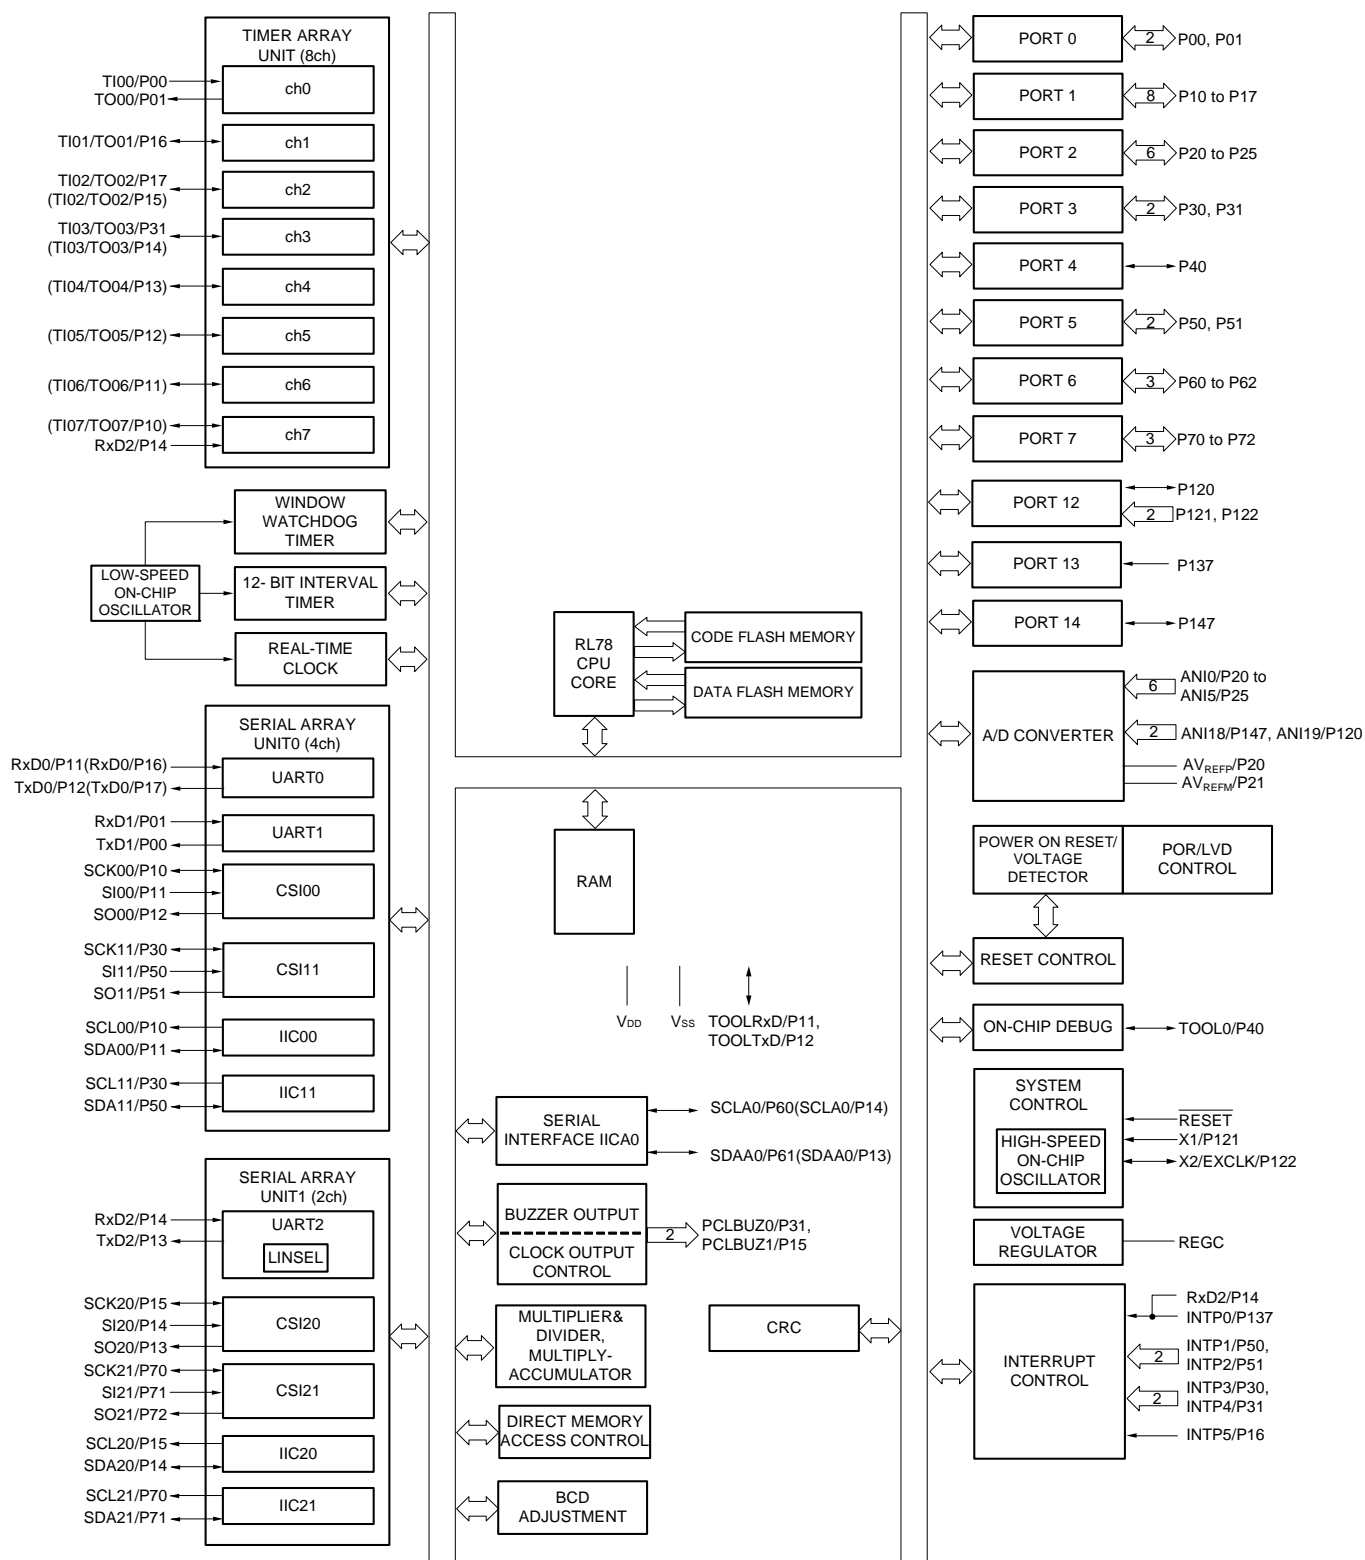 TIMER ARRAY
UNIT (8ch)
TI00/P00
TO00/P01
ch0
TI01/TO01/P16
ch1
TI02/TO02/P17
(TI02/TO02/P15)
ch2
TI03/TO03/P31
(TI03/TO03/P14)
ch3
(TI04/TO04/P13)
ch4
(TI05/TO05/P12)
ch5
(TI06/TO06/P11)
ch6
(TI07/TO07/P10)
RxD2/P14
ch7
WINDOW
WATCHDOG
TIMER
LOW-SPEED
ON-CHIP
OSCILLATOR
12- BIT INTERVAL
TIMER
REAL-TIME
CLOCK
SERIAL ARRAY
UNIT0 (4ch)
RxD0/P11(RxD0/P16)
TxD0/P12(TxD0/P17)
UART0
RxD1/P01
TxD1/P00
UART1
SCK00/P10
SI00/P11
SO00/P12
CSI00
SCK11/P30
SI11/P50
SO11/P51
CSI11
SCL00/P10
SDA00/P11
IIC00
SCL11/P30
SDA11/P50
IIC11
SERIAL ARRAY
UNIT1 (2ch)
RxD2/P14
TxD2/P13
UART2
LINSEL
SCK20/P15
SI20/P14
SO20/P13
CSI20
SCK21/P70
SI21/P71
SO21/P72
CSI21
SCL20/P15
SDA20/P14
IIC20
SCL21/P70
SDA21/P71
IIC21
RL78
CPU
CORE
CODE FLASH MEMORY
DATA FLASH MEMORY
RAM
VDD
VSS
TOOLRxD/P11,
TOOLTxD/P12
SERIAL
INTERFACE IICA0
SCLA0/P60(SCLA0/P14)
SDAA0/P61(SDAA0/P13)
BUZZER OUTPUT
CLOCK OUTPUT
CONTROL
2
PCLBUZ0/P31,
PCLBUZ1/P15
MULTIPLIER&
DIVIDER,
MULTIPLY-
ACCUMULATOR
CRC
DIRECT MEMORY
ACCESS CONTROL
BCD
ADJUSTMENT
PORT 0
2
P00, P01
PORT 1
8
P10 to P17
PORT 2
6
P20 to P25
PORT 3
2
P30, P31
PORT 4
P40
PORT 5
2
P50, P51
PORT 6
3
P60 to P62
PORT 7
3
P70 to P72
PORT 12
P120
2
P121, P122
PORT 13
P137
PORT 14
P147
A/D CONVERTER
6
ANI0/P20 to
ANI5/P25
2
ANI18/P147, ANI19/P120
AVREFP/P20
AVREFM/P21
POWER ON RESET/
VOLTAGE
DETECTOR
POR/LVD
CONTROL
RESET CONTROL
ON-CHIP DEBUG
TOOL0/P40
SYSTEM
CONTROL
HIGH-SPEED
ON-CHIP
OSCILLATOR
RESET
X1/P121
X2/EXCLK/P122
VOLTAGE
REGULATOR
REGC
INTERRUPT
CONTROL
RxD2/P14
INTP0/P137
2
INTP1/P50,
INTP2/P51
2
INTP3/P30,
INTP4/P31
INTP5/P16